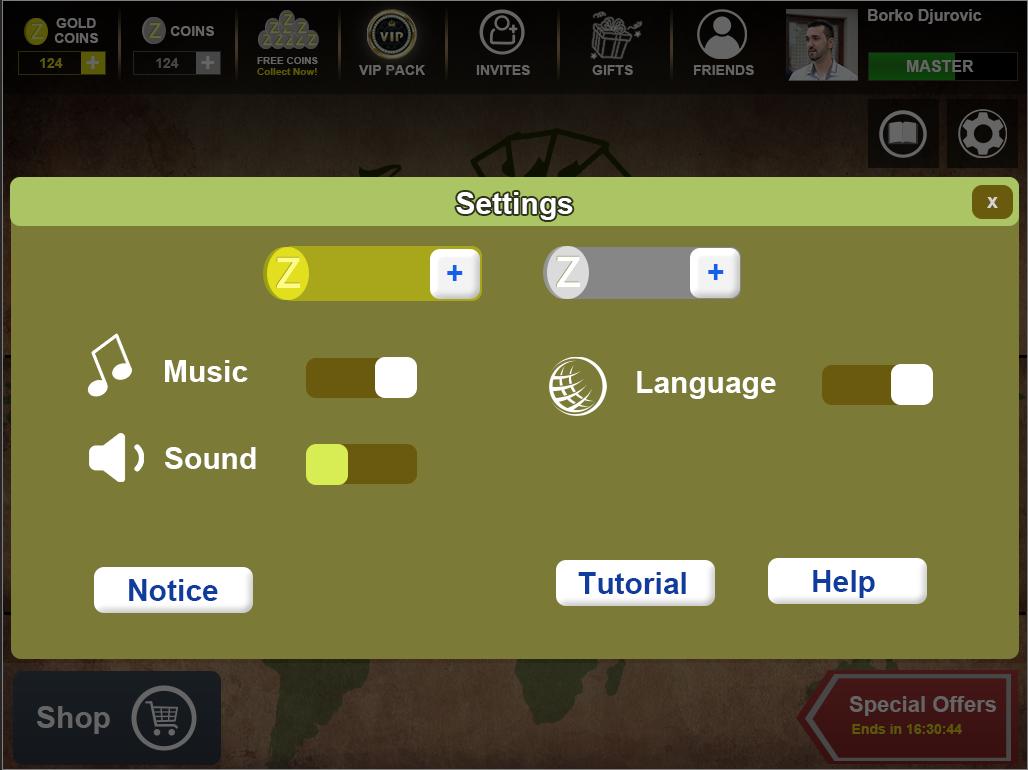 GOLD
COINS
124 +
Z COINS
124 +
Z Z Z Z Z Z Z Z Z
FREE COINS
Collect Now!
VIP
VIP PACK
INVITES
GIFTS
FRIENDS
Borko Djurovic
MASTER
Settings
x
Z +
Z +
Music
Language
Sound
Notice
Tutorial
Help
Shop
Special Offers
Ends in 16:30:44